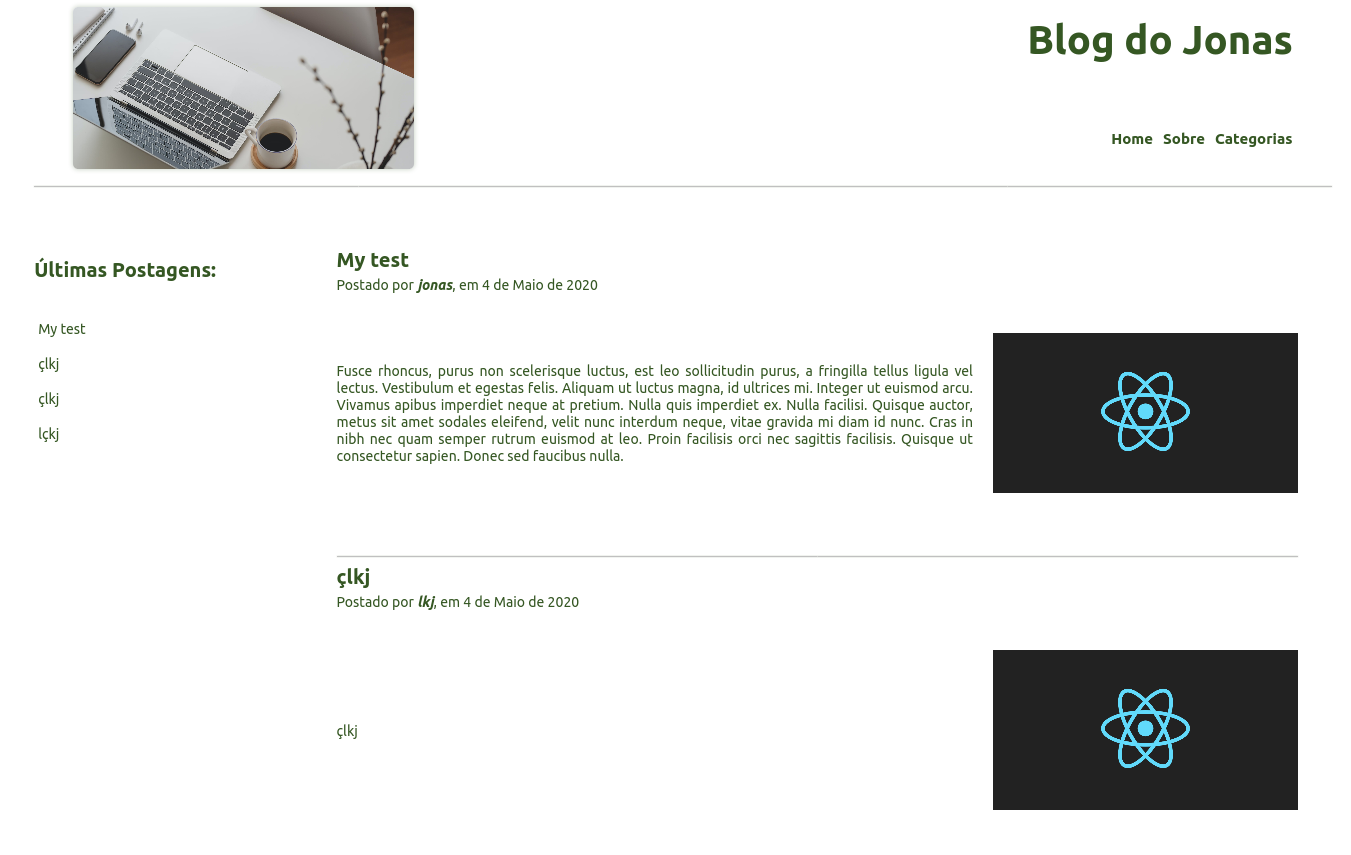 Blog do Jonas
Home Sobre Categorias
Últimas Postagens:
My test
çlkj
çlkj
lçkj
My test
Postado por jonas, em 4 de Maio de 2020
Fusce rhoncus, purus non scelerisque luctus, est leo sollicitudin purus, a fringilla tellus ligula vel
lectus. Vestibulum et egestas felis. Aliquam ut luctus magna, id ultrices mi. Integer ut euismod arcu.
Vivamus apibus imperdiet neque at pretium. Nulla quis imperdiet ex. Nulla facilisi. Quisque auctor,
metus sit amet sodales eleifend, velit nunc interdum neque, vitae gravida mi diam id nunc. Cras in
nibh nec quam semper rutrum euismod at leo. Proin facilisis orci nec sagittis facilisis. Quisque ut
consectetur sapien. Donec sed faucibus nulla.
çlkj
Postado por lkj, em 4 de Maio de 2020
çlkj